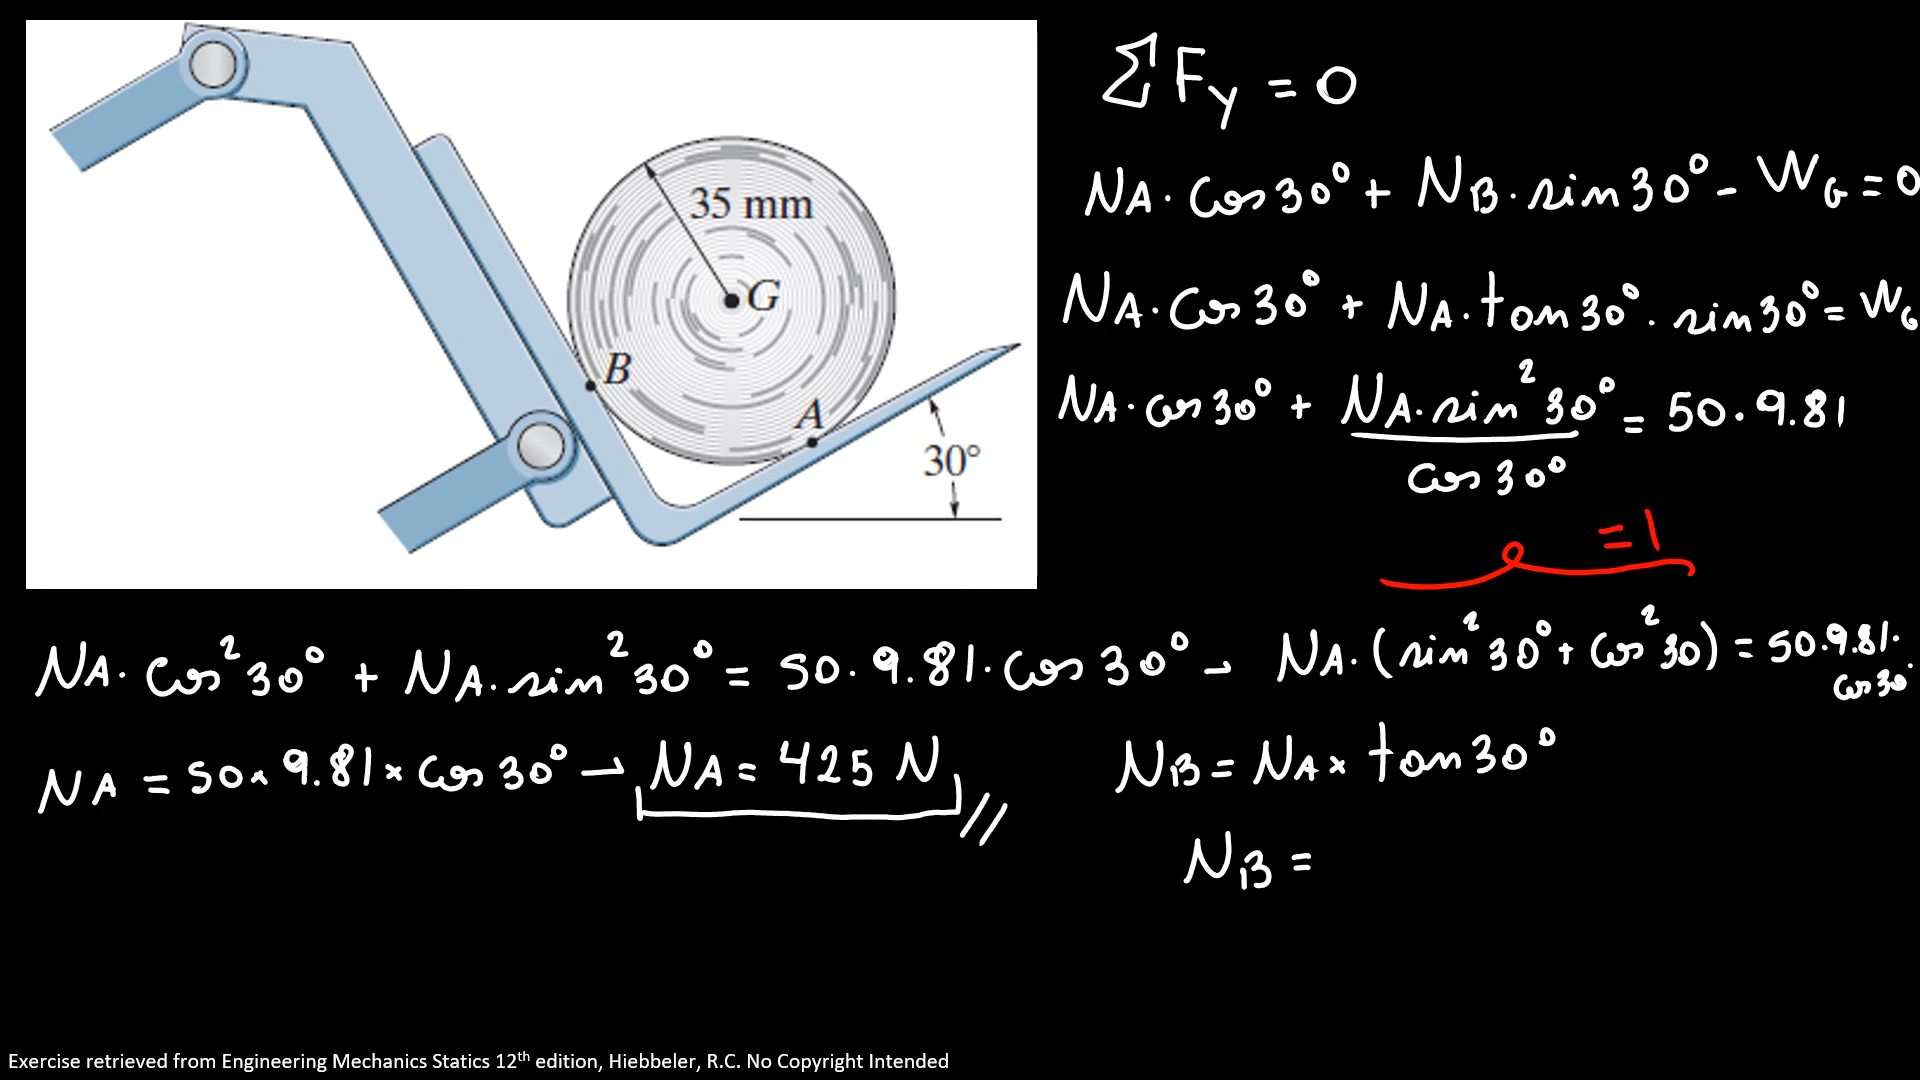 35 mm
G
B
A
30°
ΣFy = 0
NA · cos30° + NB · sin30° - WG = 0
NA · cos30° + NA · tan30° · sin30° = WG
NA · cos30° + NA · sin²30° / cos30° = 50 · 9.81
= 1
NA · cos²30° + NA · sin²30° = 50 · 9.81 · cos30° → NA · (sin²30° + cos²30) = 50 · 9.81 · cos30°
NA = 50 × 9.81 × cos30° → NA = 425 N //
NB = NA × tan30°
NB =
Exercise retrieved from Engineering Mechanics Statics 12th edition, Hiebbeler, R.C. No Copyright Intended